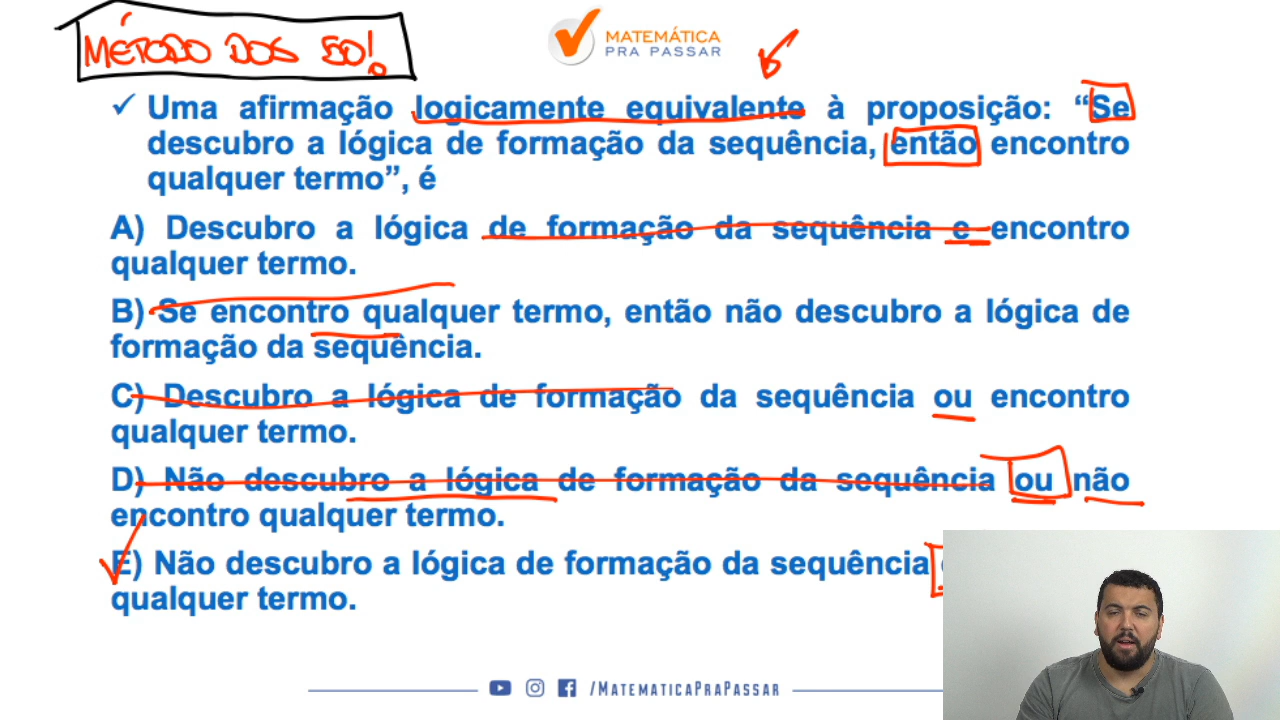 MÉTODO DOS 50!
MATEMÁTICA
PRA PASSAR
✓ Uma afirmação logicamente equivalente à proposição: “Se
descubro a lógica de formação da sequência, então encontro
qualquer termo”, é
A) Descubro a lógica de formação da sequência e encontro
qualquer termo.
B) Se encontro qualquer termo, então não descubro a lógica de
formação da sequência.
C) Descubro a lógica de formação da sequência ou encontro
qualquer termo.
D) Não descubro a lógica de formação da sequência ou não
encontro qualquer termo.
E) Não descubro a lógica de formação da sequência
qualquer termo.
/MATEMATICAPRAPASSAR